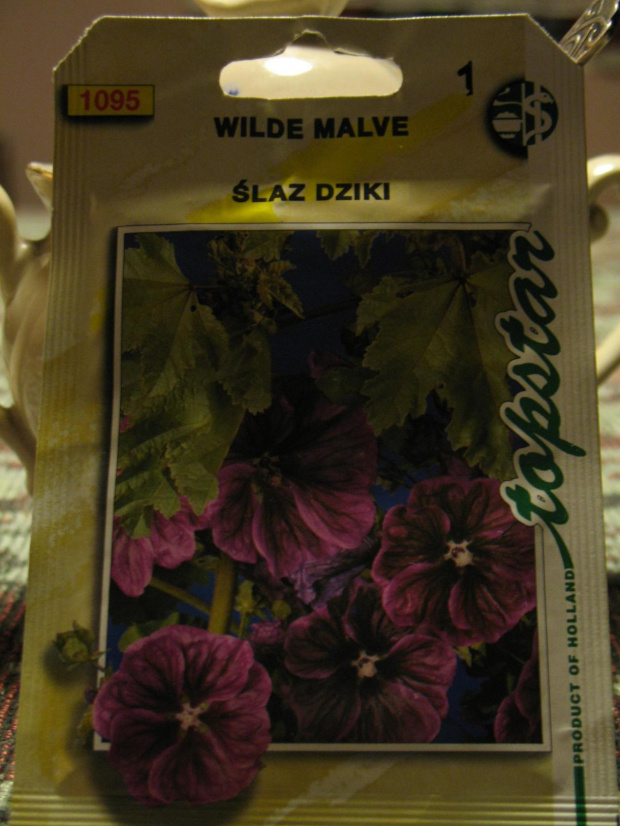 1095
1
WILDE MALVE
ŚLAZ DZIKI
topstar
PRODUCT OF HOLLAND